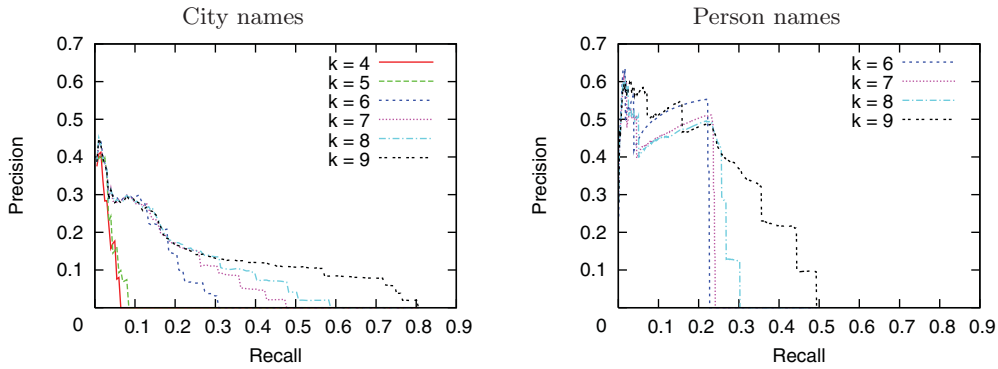 City names
0.7
0.6
0.5
0.4
0.3
0.2
0.1
0
Precision
0.1 0.2 0.3 0.4 0.5 0.6 0.7 0.8 0.9
Recall
k = 4
k = 5
k = 6
k = 7
k = 8
k = 9
Person names
0.7
0.6
0.5
0.4
0.3
0.2
0.1
0
Precision
0.1 0.2 0.3 0.4 0.5 0.6 0.7 0.8 0.9
Recall
k = 6
k = 7
k = 8
k = 9